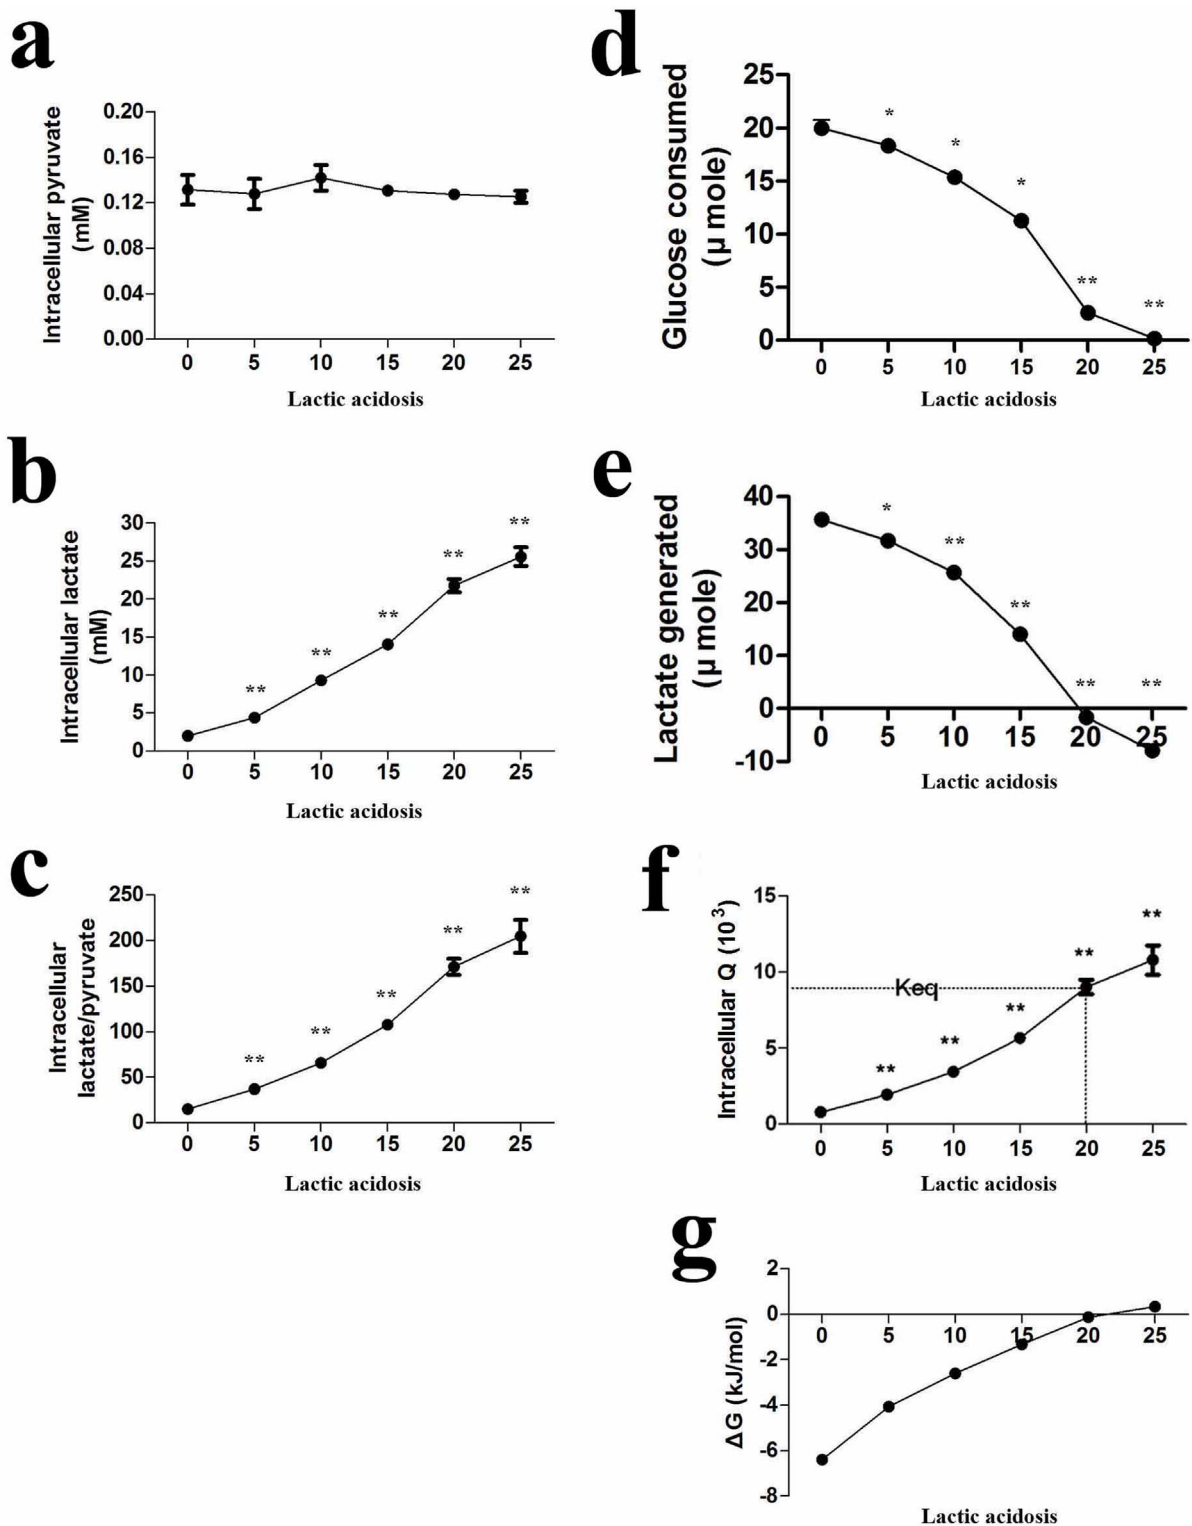 a
Intracellular pyruvate
(mM)
0.20
0.16
0.12
0.08
0.04
0.00
0 5 10 15 20 25
Lactic acidosis
b
Intracellular lactate
(mM)
30
25
20
15
10
5
0
** ** ** ** **
0 5 10 15 20 25
Lactic acidosis
c
Intracellular
lactate/pyruvate
250
200
150
100
50
0
** ** ** ** **
0 5 10 15 20 25
Lactic acidosis
d
Glucose consumed
(μ mole)
25
20
15
10
5
0
* * * ** **
0 5 10 15 20 25
Lactic acidosis
e
Lactate generated
(μ mole)
40
30
20
10
0
-10
* ** ** ** **
0 5 10 15 20 25
Lactic acidosis
f
Intracellular Q (10³)
15
10
5
0
Keq
** ** ** ** **
0 5 10 15 20 25
Lactic acidosis
g
ΔG (kJ/mol)
2
0
-2
-4
-6
-8
0 5 10 15 20 25
Lactic acidosis